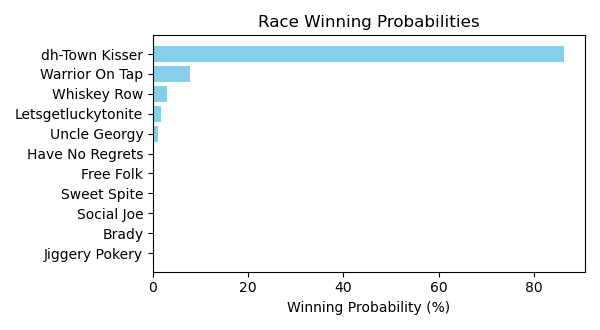 Race Winning Probabilities
dh-Town Kisser
Warrior On Tap
Whiskey Row
Letsgetluckytonite
Uncle Georgy
Have No Regrets
Free Folk
Sweet Spite
Social Joe
Brady
Jiggery Pokery
0 20 40 60 80
Winning Probability (%)